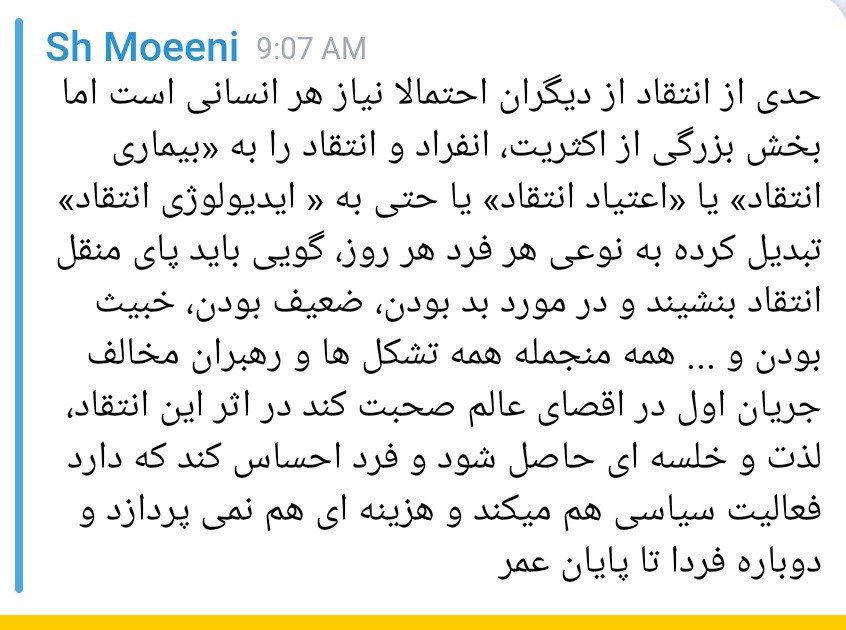 Sh Moeeni 9:07 AM
حدی از انتقاد از دیگران احتمالا نیاز هر انسانی است اما
بخش بزرگی از اکثریت، انفراد و انتقاد را به «بیماری
انتقاد» یا «اعتیاد انتقاد» یا حتی به « ایدیولوژی انتقاد»
تبدیل کرده به نوعی هر فرد هر روز، گویی باید پای منقل
انتقاد بنشیند و در مورد بد بودن، ضعیف بودن، خبیث
بودن و ... همه منجمله همه تشکل ها و رهبران مخالف
جریان اول در اقصای عالم صحبت کند در اثر این انتقاد،
لذت و خلسه ای حاصل شود و فرد احساس کند که دارد
فعالیت سیاسی هم میکند و هزینه ای هم نمی پردازد و
دوباره فردا تا پایان عمر